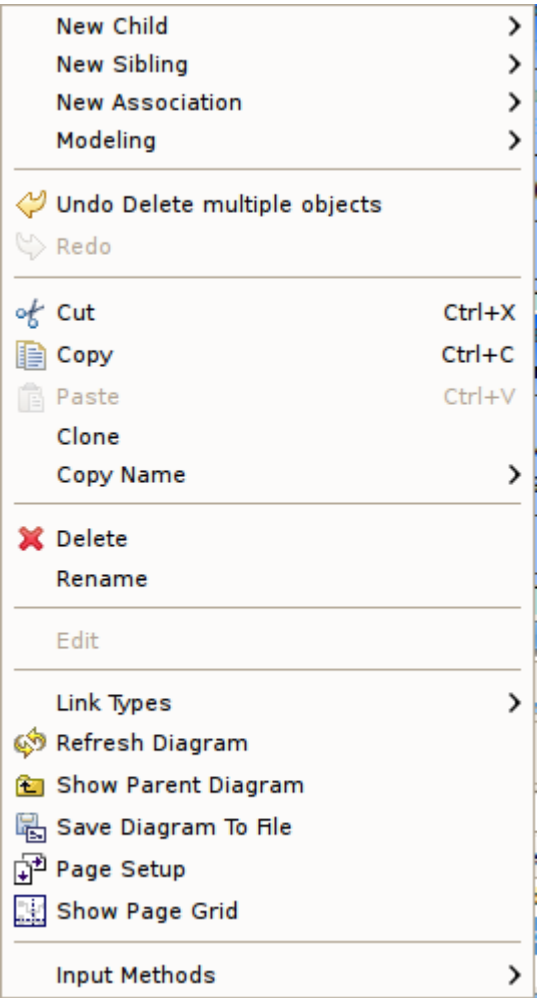 New Child
New Sibling
New Association
Modeling
Undo Delete multiple objects
Redo
Cut Ctrl+X
Copy Ctrl+C
Paste Ctrl+V
Clone
Copy Name
Delete
Rename
Edit
Link Types
Refresh Diagram
Show Parent Diagram
Save Diagram To File
Page Setup
Show Page Grid
Input Methods